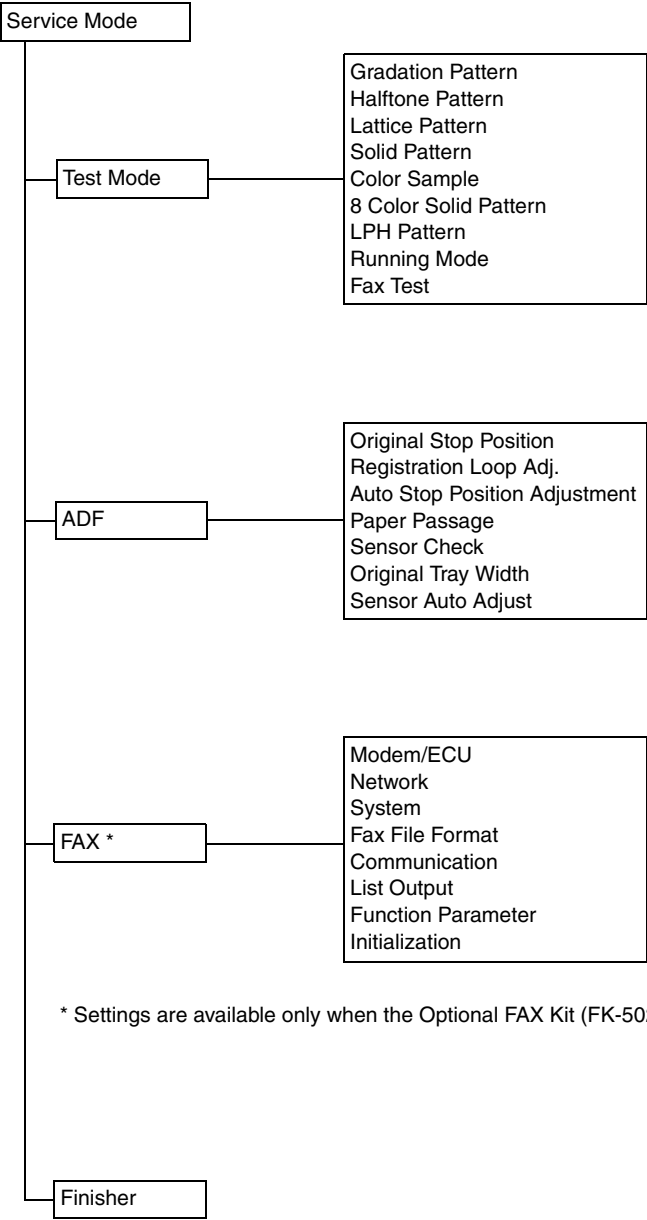 Service Mode
Test Mode
Gradation Pattern
Halftone Pattern
Lattice Pattern
Solid Pattern
Color Sample
8 Color Solid Pattern
LPH Pattern
Running Mode
Fax Test
ADF
Original Stop Position
Registration Loop Adj.
Auto Stop Position Adjustment
Paper Passage
Sensor Check
Original Tray Width
Sensor Auto Adjust
FAX *
Modem/ECU
Network
System
Fax File Format
Communication
List Output
Function Parameter
Initialization
* Settings are available only when the Optional FAX Kit
Finisher